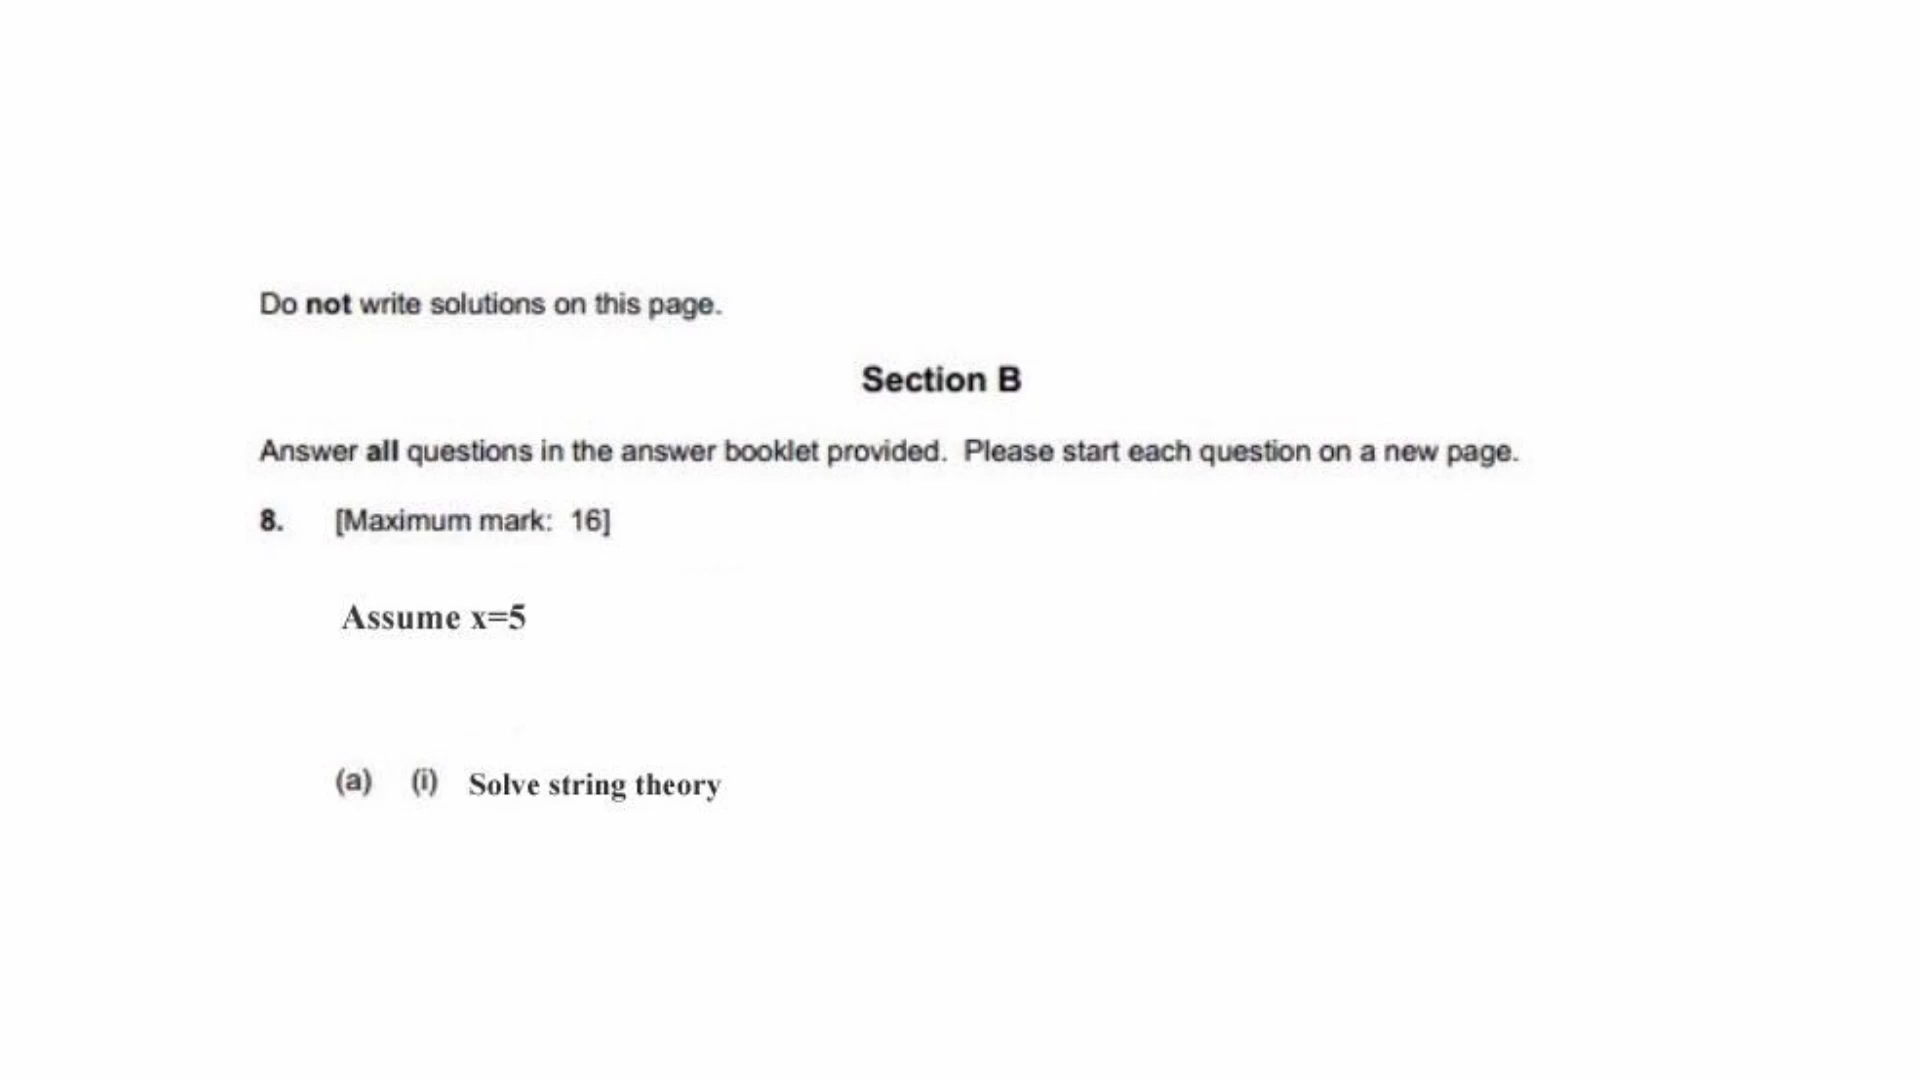 Do not write solutions on this page.
Section B
Answer all questions in the answer booklet provided. Please start each question on a new page.
8. [Maximum mark: 16]
Assume x=5
(a) (i) Solve string theory